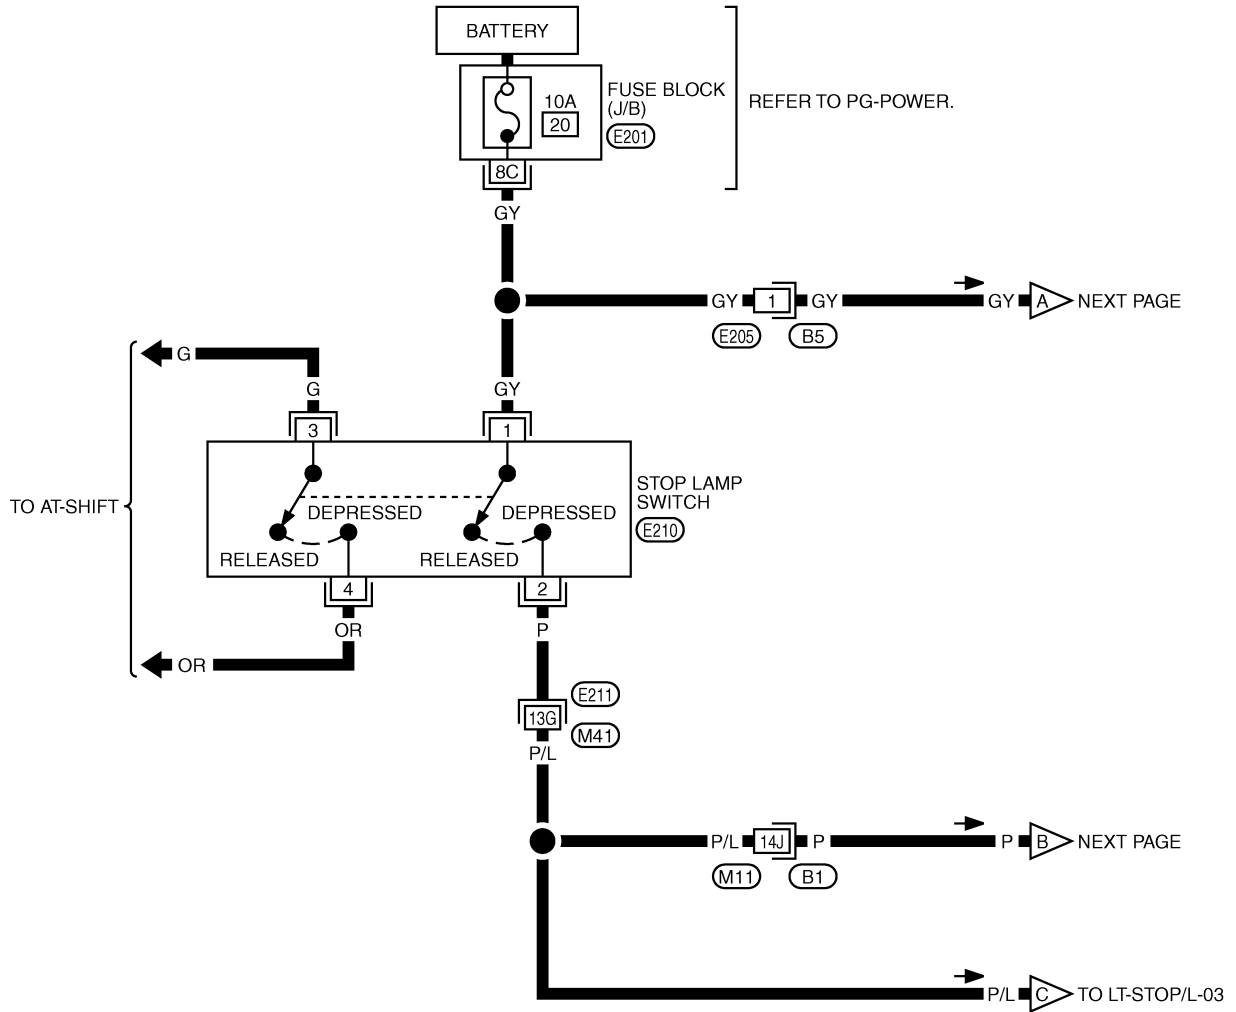 BATTERY
FUSE BLOCK
(J/B)
10A
20
E201
REFER TO PG-POWER.
8C
GY
GY
1
GY
GY
A
NEXT PAGE
E205
B5
G
G
GY
3
1
TO AT-SHIFT
STOP LAMP
SWITCH
E210
DEPRESSED
DEPRESSED
RELEASED
RELEASED
4
2
OR
P
OR
E211
13G
M41
P/L
P/L
14J
P
P
B
NEXT PAGE
M11
B1
P/L
C
TO LT-STOP/L-03